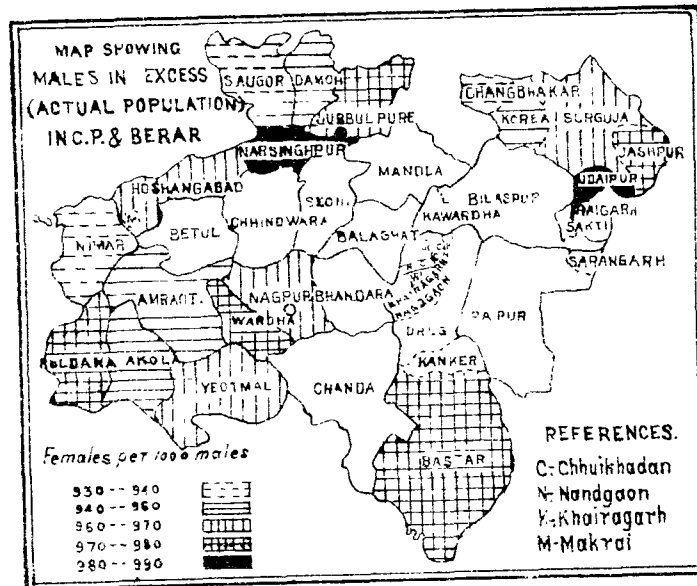 MAP SHOWING
MALES IN EXCESS
(ACTUAL POPULATION)
IN C.P. & BERAR
SAUGOR
DAMOH
JUBBULPURE
NARSINGHPUR
HOSHANGABAD
MANDLA
SEONI
CHHINDWARA
BETUL
NIMAR
M
BALAGHAT
KAWARDHA
BILASPUR
CHANGBHAKAR
KOREA
SURGUJA
JASHPUR
UDAIPUR
RAIGARH
SAKTI
SARANGARH
AMRAOTI
NAGPUR
BHANDARA
WARDHA
KHAIRAGARH
NANDGAON
DRUG
RAIPUR
BULDANA
AKOLA
YEOTMAL
CHANDA
KANKER
BASTAR
Females per 1000 males
930--940
940--960
960--970
970--980
980--990
REFERENCES.
C-Chhuikhadan
N-Nandgaon
K-Khairagarh
M-Makrai